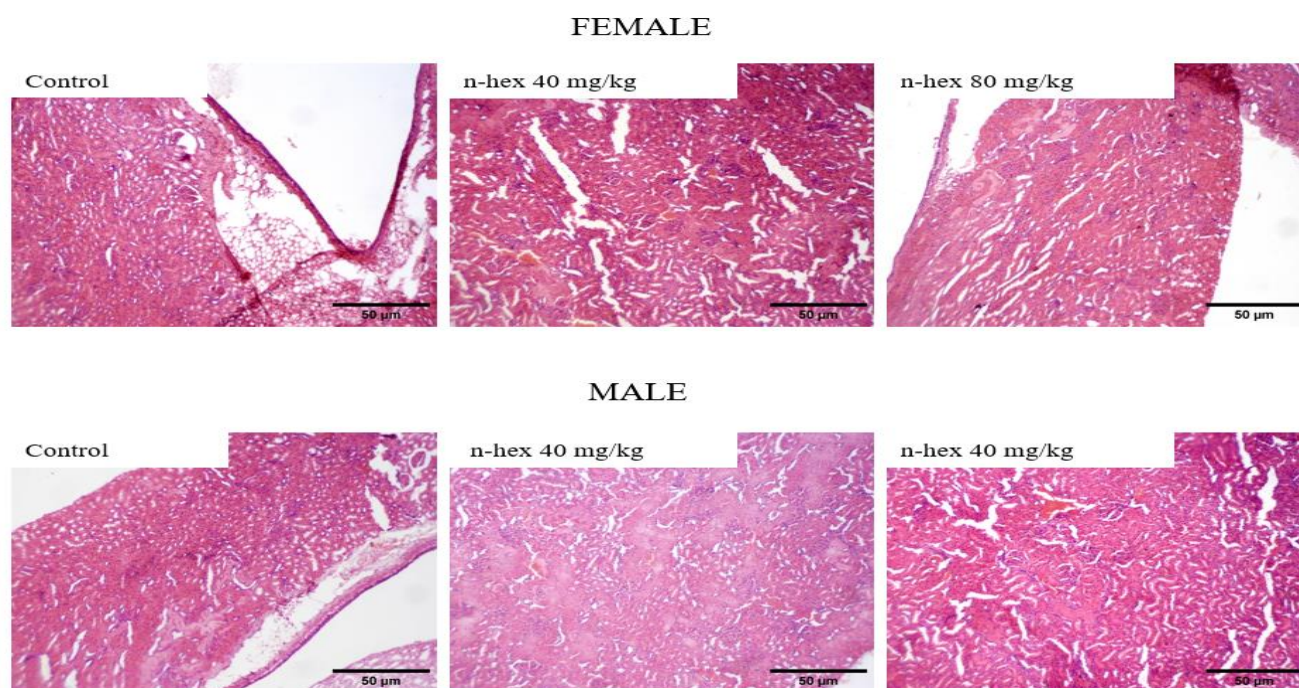 FEMALE
Control
n-hex 40 mg/kg
n-hex 80 mg/kg
50 µm
50 µm
50 µm
MALE
Control
n-hex 40 mg/kg
n-hex 40 mg/kg
50 µm
50 µm
50 µm